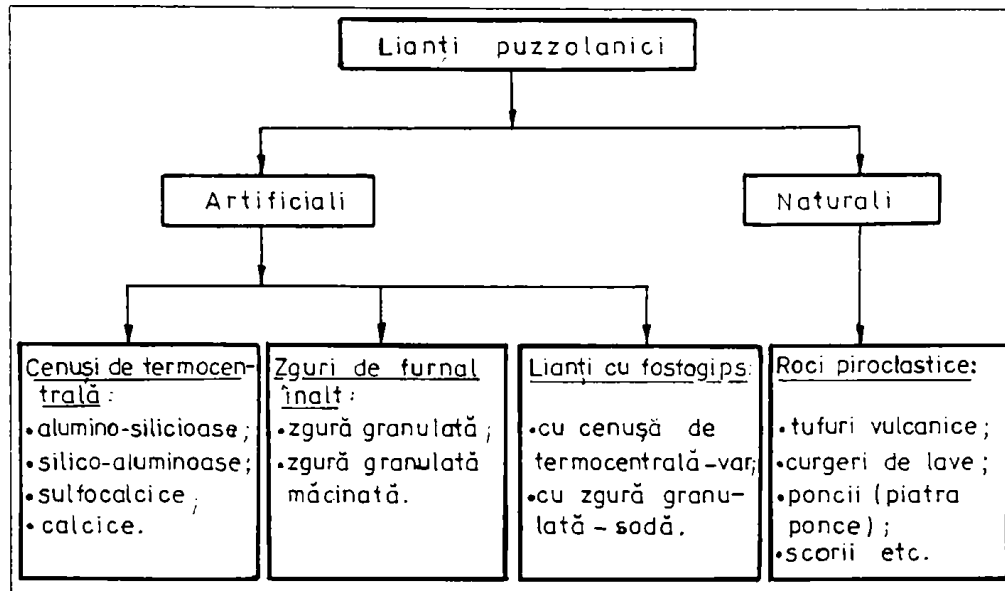 Lianți puzzolanici
Artificiali
Naturali
Cenuși de termocen-
trală:
• alumino-silicioase;
• silico-aluminoase;
• sulfocalcice;
• calcice.
Zguri de furnal
înalt:
• zgură granulată;
• zgură granulată
măcinată.
Lianți cu fostogips:
• cu cenușă de
termocentrală-var;
• cu zgură granu-
lată-sodă.
Roci piroclastice:
• tufuri vulcanice;
• curgeri de lave;
• poncii (piatra
ponce);
• scorii etc.